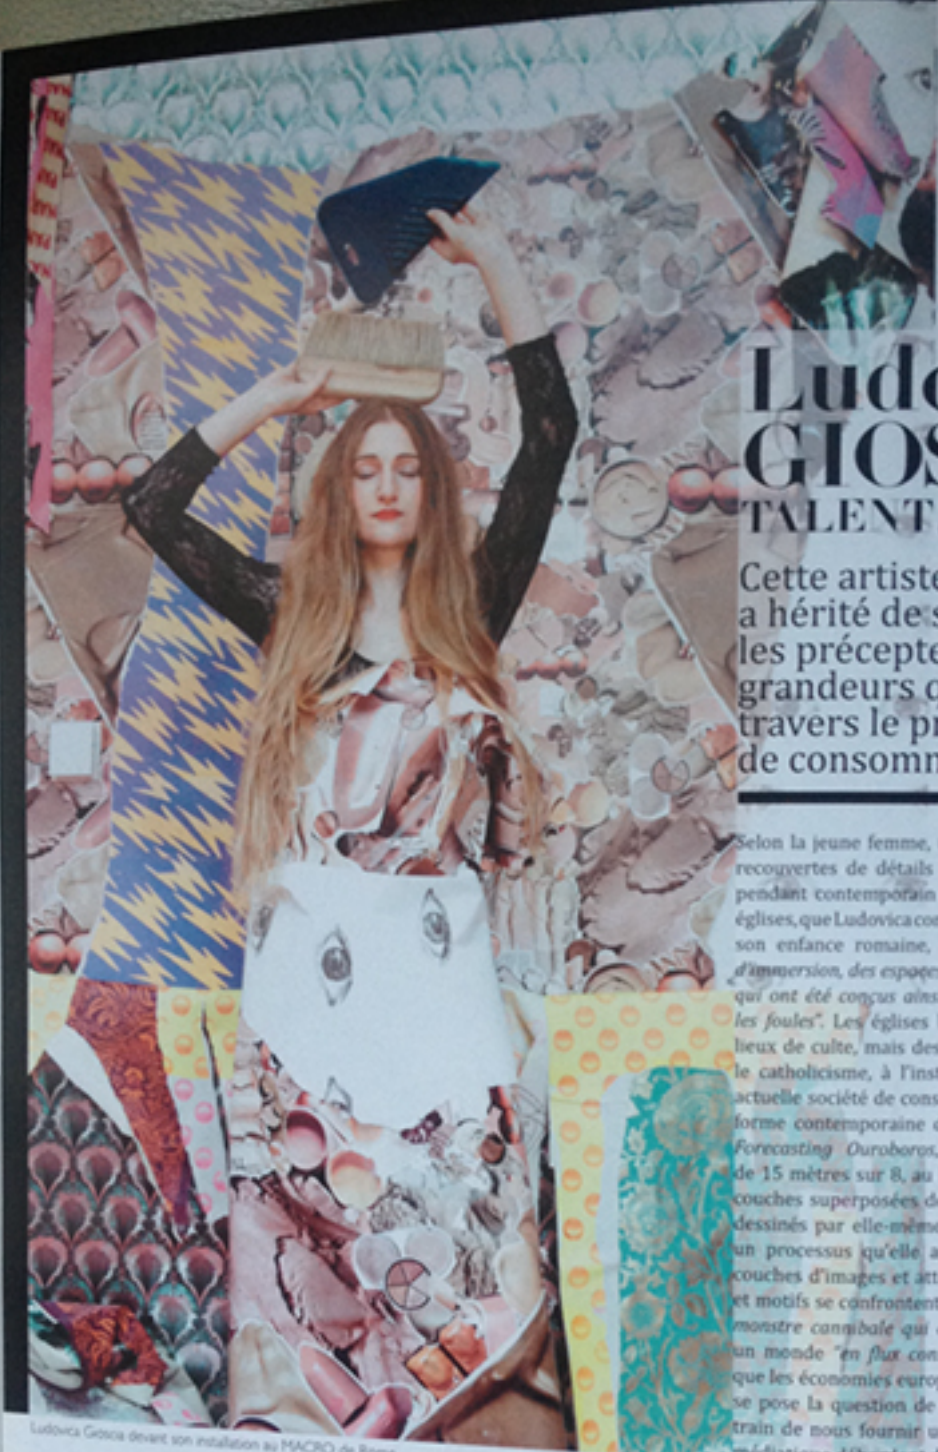 Ludo
GIOS
TALENT
Cette artiste
a hérité de s
les précepte
grandeurs d
travers le pr
de consomm
Selon la jeune femme,
recouvertes de détails
pendant contemporain
églises, que Ludovica con
son enfance romaine,
d'immersion, des espaces
qui ont été conçus ains
les foules". Les églises
lieux de culte, mais des
le catholicisme, à l'inst
actuelle société de cons
forme contemporaine d
Forecasting Ouroboros,
de 15 mètres sur 8, au
couches superposées de
dessinés par elle-même
un processus qu'elle a
couches d'images et att
et motifs se confrontent
monstre cannibale qui
un monde "en flux con
que les économies euro
se pose la question de
train de nous fournir u
Ludovica Gioscia devant son installation au MACRO de Rome